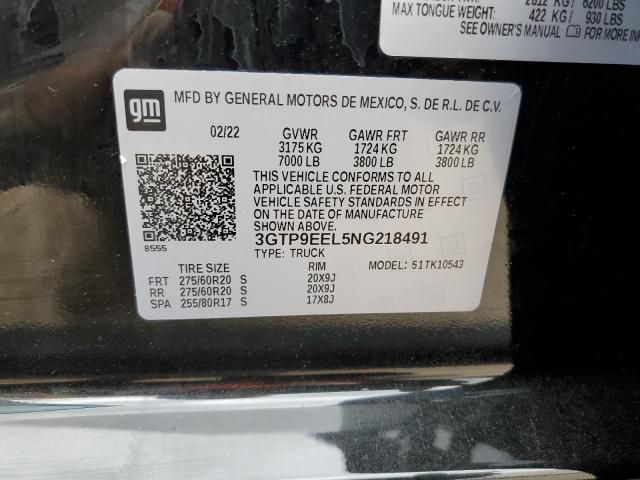 2812 KG/ 6200 LBS
MAX TONGUE WEIGHT: 422 KG/ 930 LBS
SEE OWNER'S MANUAL FOR MORE
gm
MFD BY GENERAL MOTORS DE MEXICO, S. DE R.L. DE C.V.
02/22 GVWR GAWR FRT GAWR RR
3175 KG 1724 KG 1724 KG
7000 LB 3800 LB 3800 LB
THIS VEHICLE CONFORMS TO ALL
APPLICABLE U.S. FEDERAL MOTOR
VEHICLE SAFETY STANDARDS IN EFFECT
ON THE DATE OF MANUFACTURE
SHOWN ABOVE.
8555 3GTP9EEL5NG218491
TYPE: TRUCK MODEL: 51TK10543
TIRE SIZE RIM
FRT 275/60R20 S 20X9J
RR 275/60R20 S 20X9J
SPA 255/80R17 S 17X8J